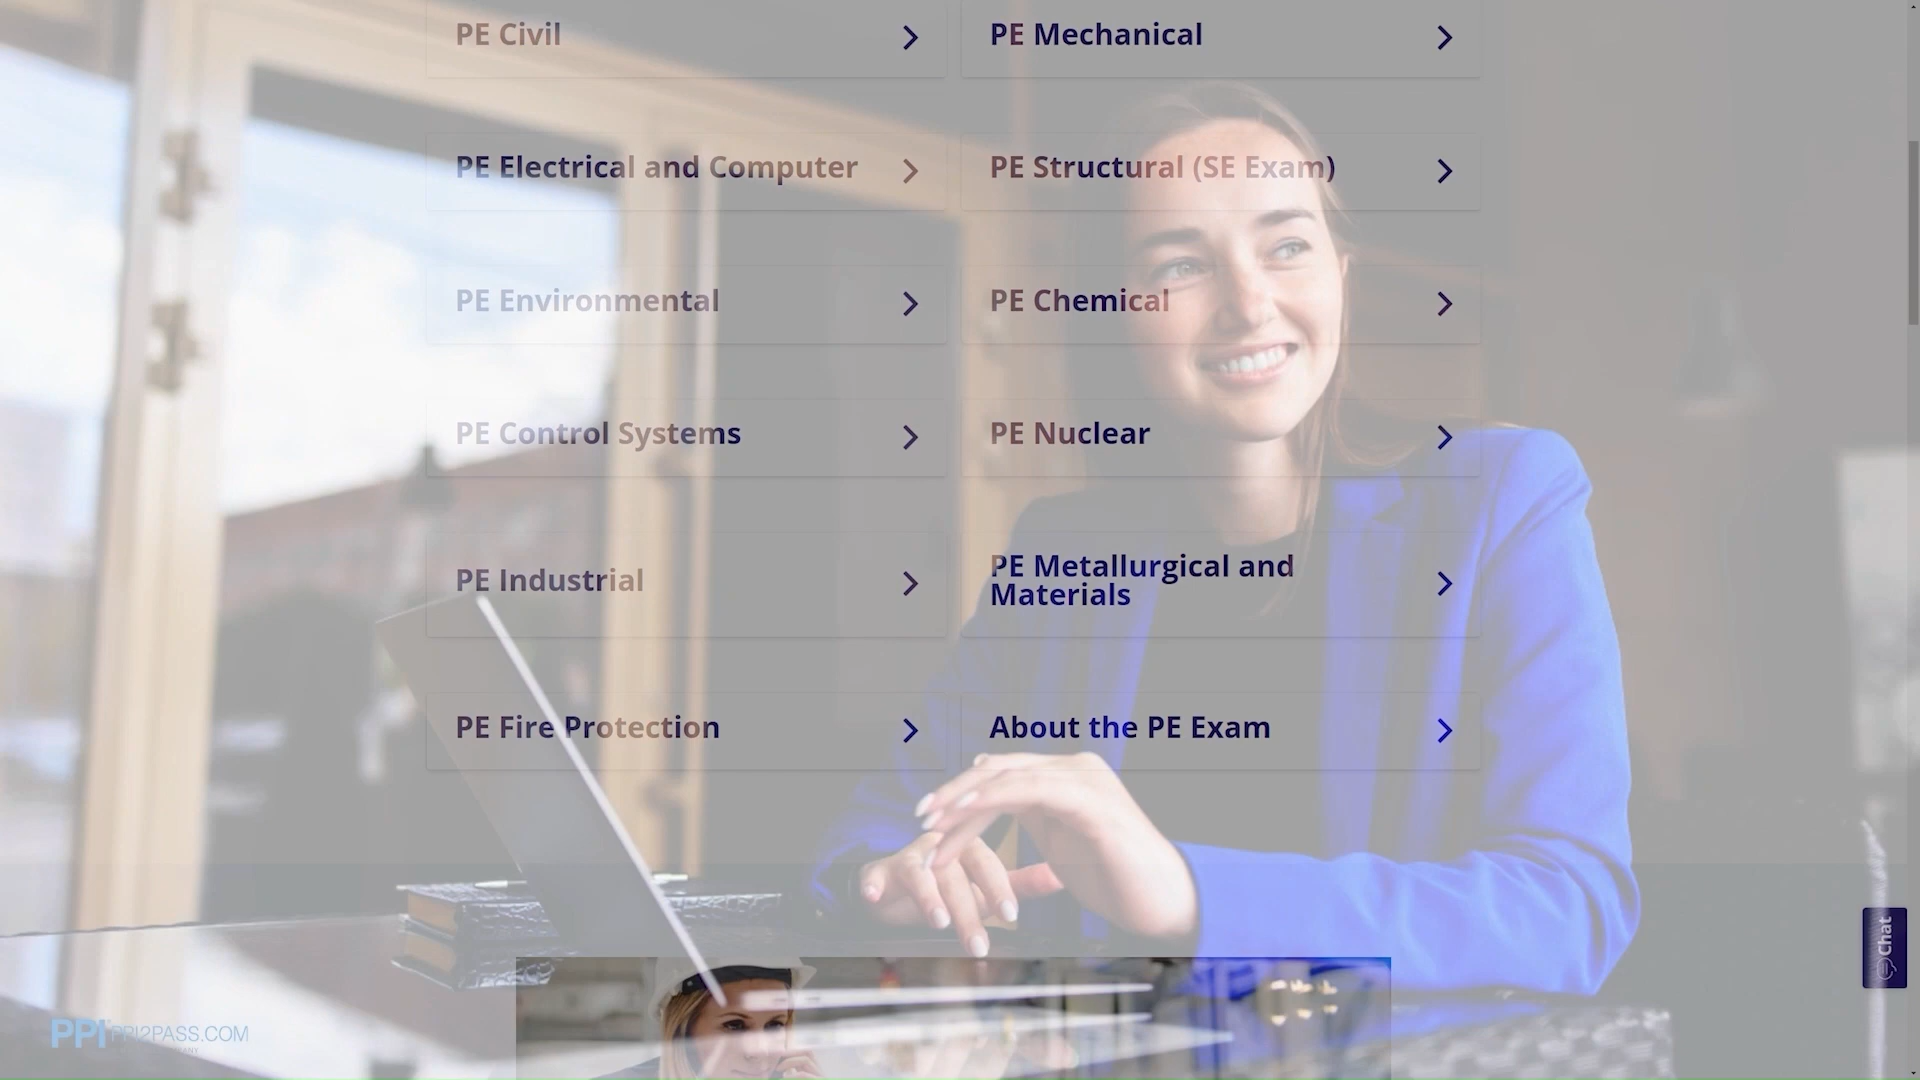 PE Civil
PE Mechanical
PE Electrical and Computer
PE Structural (SE Exam)
PE Environmental
PE Chemical
PE Control Systems
PE Nuclear
PE Industrial
PE Metallurgical and
Materials
PE Fire Protection
About the PE Exam
Chat
PPI PPI2PASS.COM